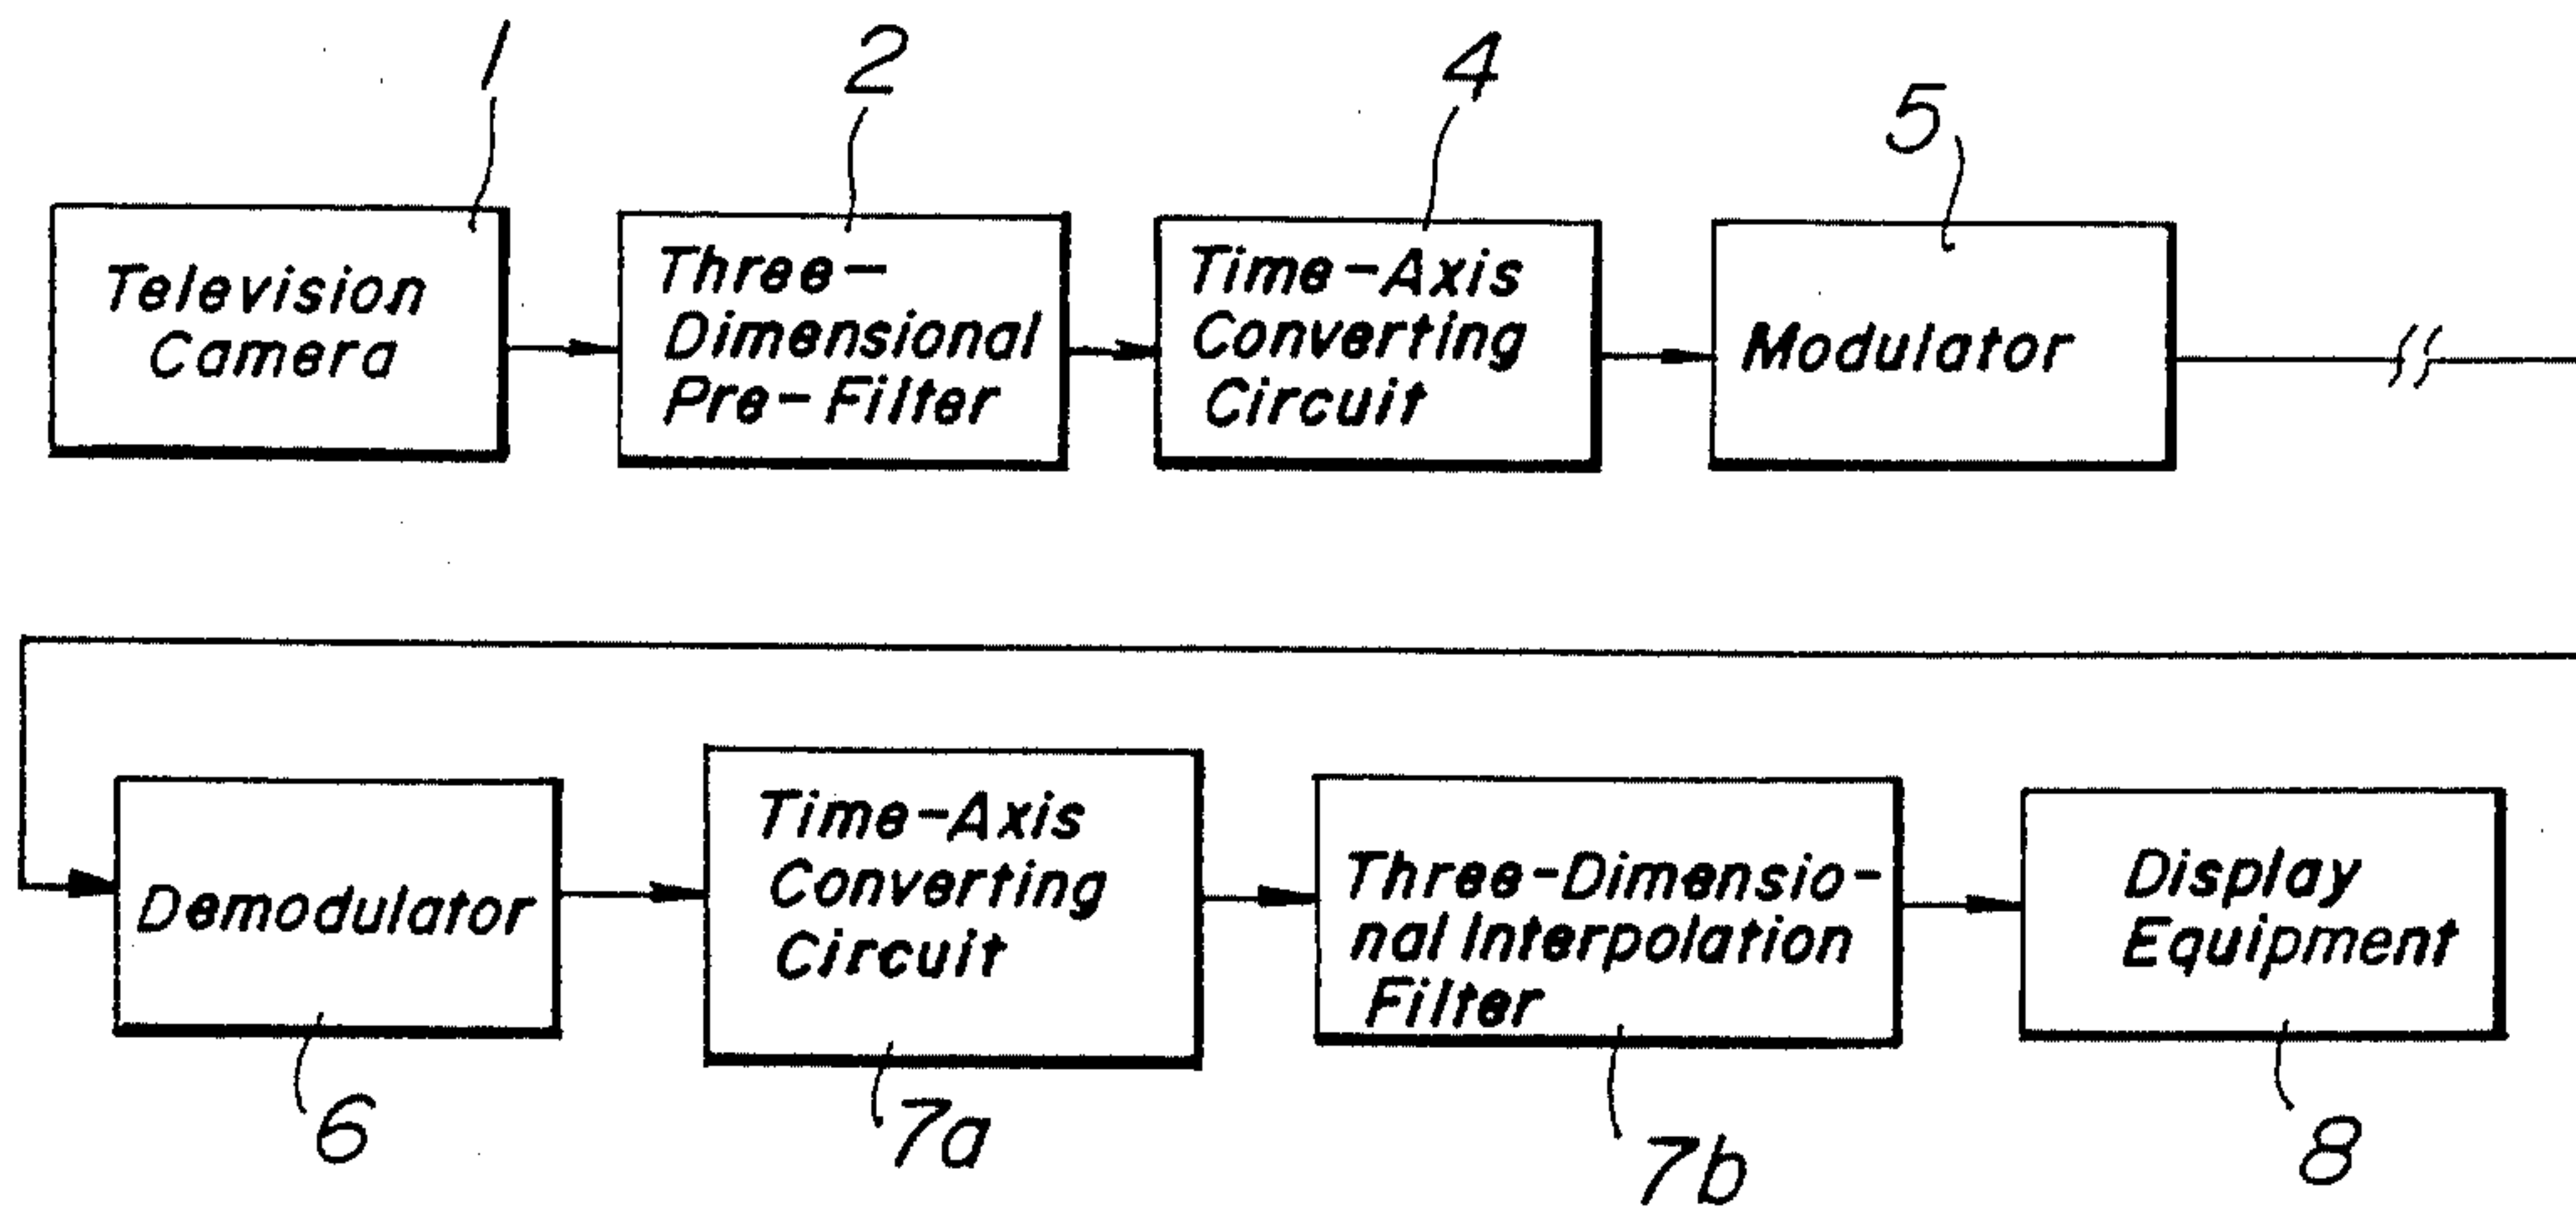 1
2
4
5
Television
Camera
Three-
Dimensional
Pre-Filter
Time-Axis
Converting
Circuit
Modulator
Demodulator
Time-Axis
Converting
Circuit
Three-Dimensio-
nal Interpolation
Filter
Display
Equipment
6
7a
7b
8